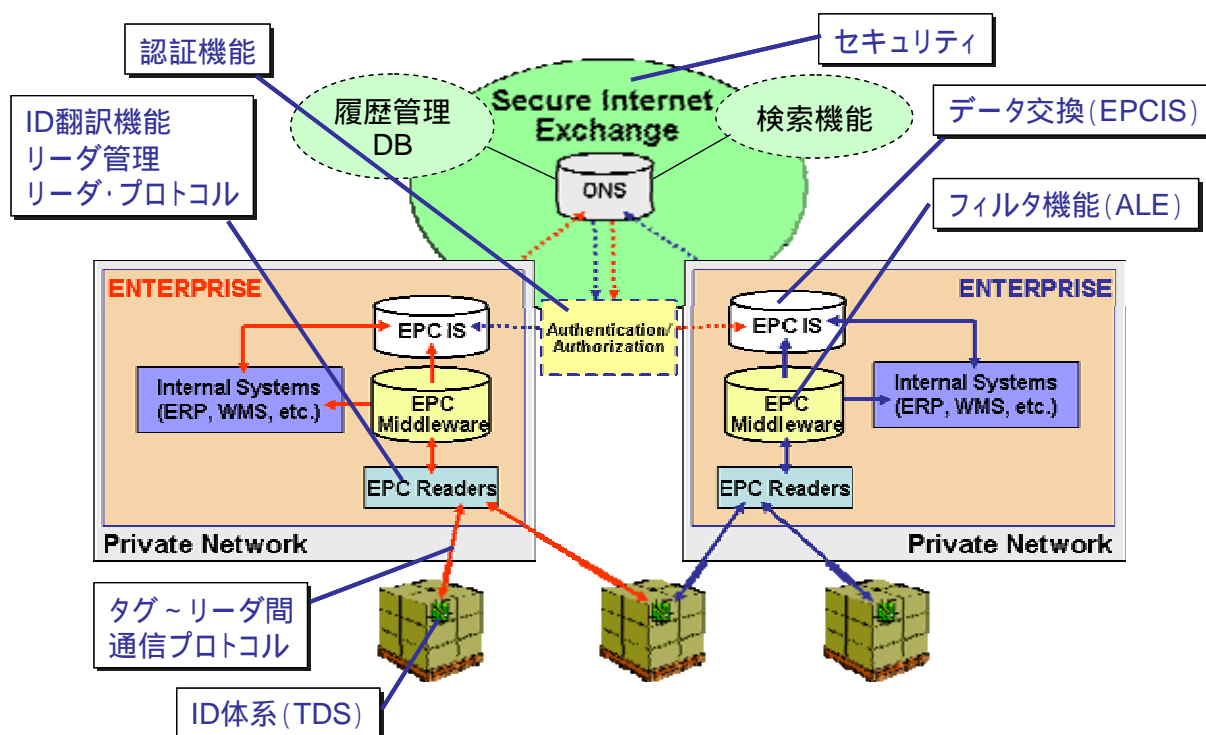 認証機能
セキュリティ
ID翻訳機能
リーダ管理
リーダ・プロトコル
履歴管理
DB
Secure Internet
Exchange
検索機能
データ交換(EPCIS)
ONS
フィルタ機能(ALE)
ENTERPRISE
EPC IS
Internal Systems
(ERP, WMS, etc.)
EPC
Middleware
EPC Readers
Private Network
Authentication/
Authorization
ENTERPRISE
EPC IS
EPC
Middleware
Internal Systems
(ERP, WMS, etc.)
EPC Readers
Private Network
タグ~リーダ間
通信プロトコル
ID体系(TDS)